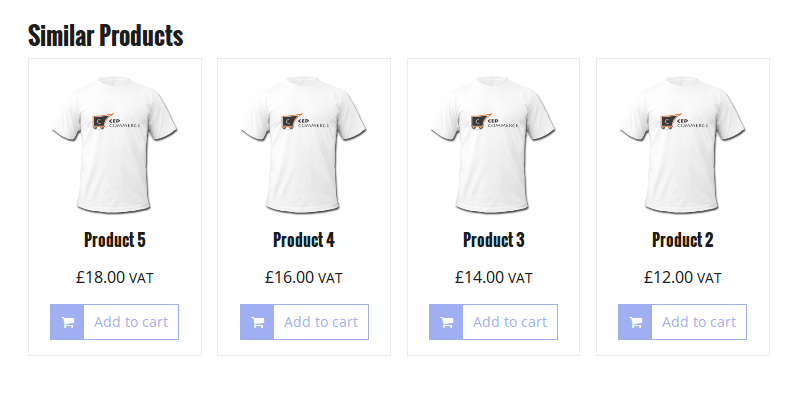 Similar Products
C CED COMMERCE
C CED COMMERCE
C CED COMMERCE
C CED COMMERCE
Product 5
Product 4
Product 3
Product 2
£18.00 VAT
£16.00 VAT
£14.00 VAT
£12.00 VAT
Add to cart
Add to cart
Add to cart
Add to cart